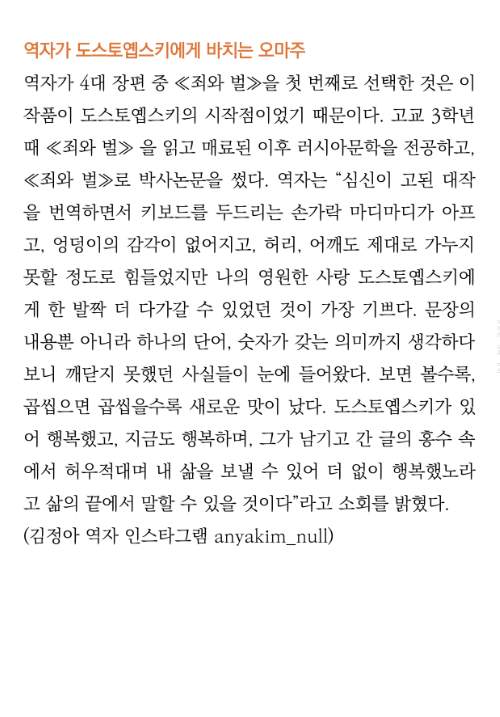 역자가 도스토옙스키에게 바치는 오마주
역자가 4대 장편 중 ≪죄와 벌≫을 첫 번째로 선택한 것은 이
작품이 도스토옙스키의 시작점이었기 때문이다. 고교 3학년
때 ≪죄와 벌≫ 을 읽고 매료된 이후 러시아문학을 전공하고,
≪죄와 벌≫로 박사논문을 썼다. 역자는 “심신이 고된 대작
을 번역하면서 키보드를 두드리는 손가락 마디마디가 아프
고, 엉덩이의 감각이 없어지고, 허리, 어깨도 제대로 가누지
못할 정도로 힘들었지만 나의 영원한 사랑 도스토옙스키에
게 한 발짝 더 다가갈 수 있었던 것이 가장 기쁘다. 문장의
내용뿐 아니라 하나의 단어, 숫자가 갖는 의미까지 생각하다
보니 깨닫지 못했던 사실들이 눈에 들어왔다. 보면 볼수록,
곱씹으면 곱씹을수록 새로운 맛이 났다. 도스토옙스키가 있
어 행복했고, 지금도 행복하며, 그가 남기고 간 글의 홍수 속
에서 허우적대며 내 삶을 보낼 수 있어 더 없이 행복했노라
고 삶의 끝에서 말할 수 있을 것이다”라고 소회를 밝혔다.
(김정아 역자 인스타그램 anyakim_null)